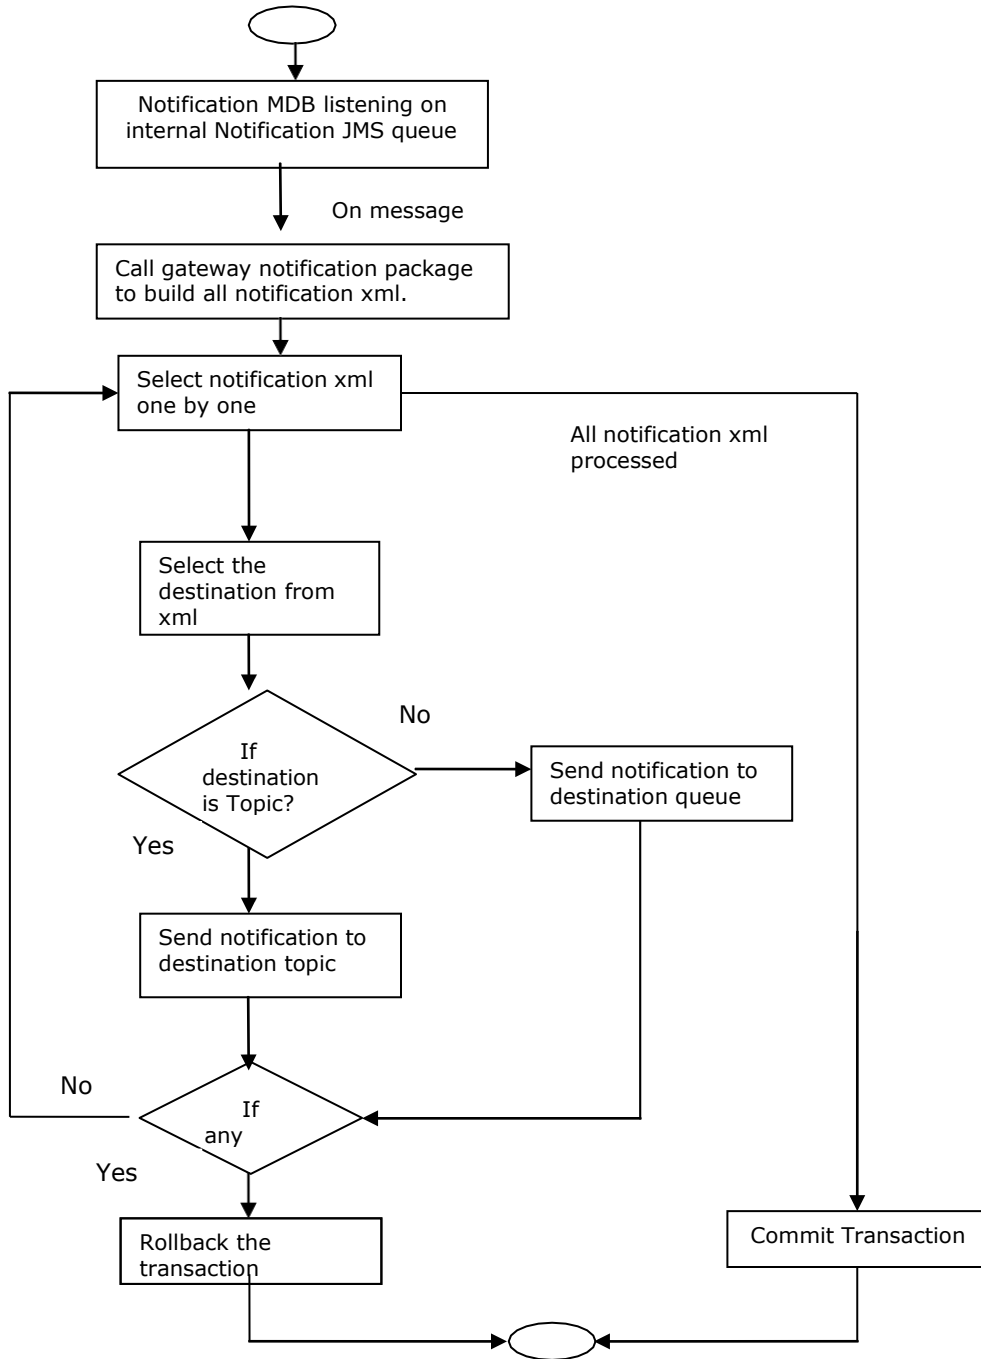 Notification MDB listening on
internal Notification JMS queue
On message
Call gateway notification package
to build all notification xml.
Select notification xml
one by one
All notification xml
processed
Select the
destination from
xml
No
If
destination
is Topic?
Send notification to
destination queue
Yes
Send notification to
destination topic
No
If
any
Yes
Rollback the
transaction
Commit Transaction